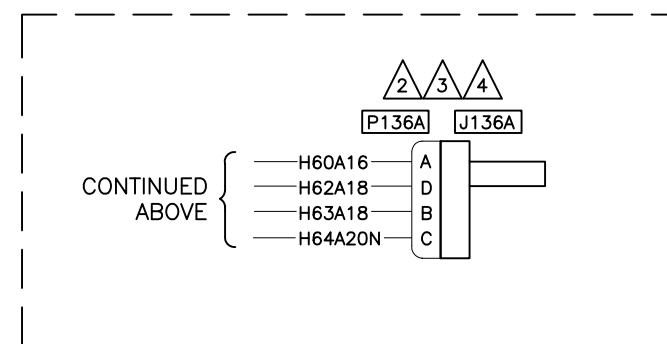 2 3 4
P136A J136A
H60A16 A
CONTINUED H62A18 D
ABOVE H63A18 B
H64A20N C